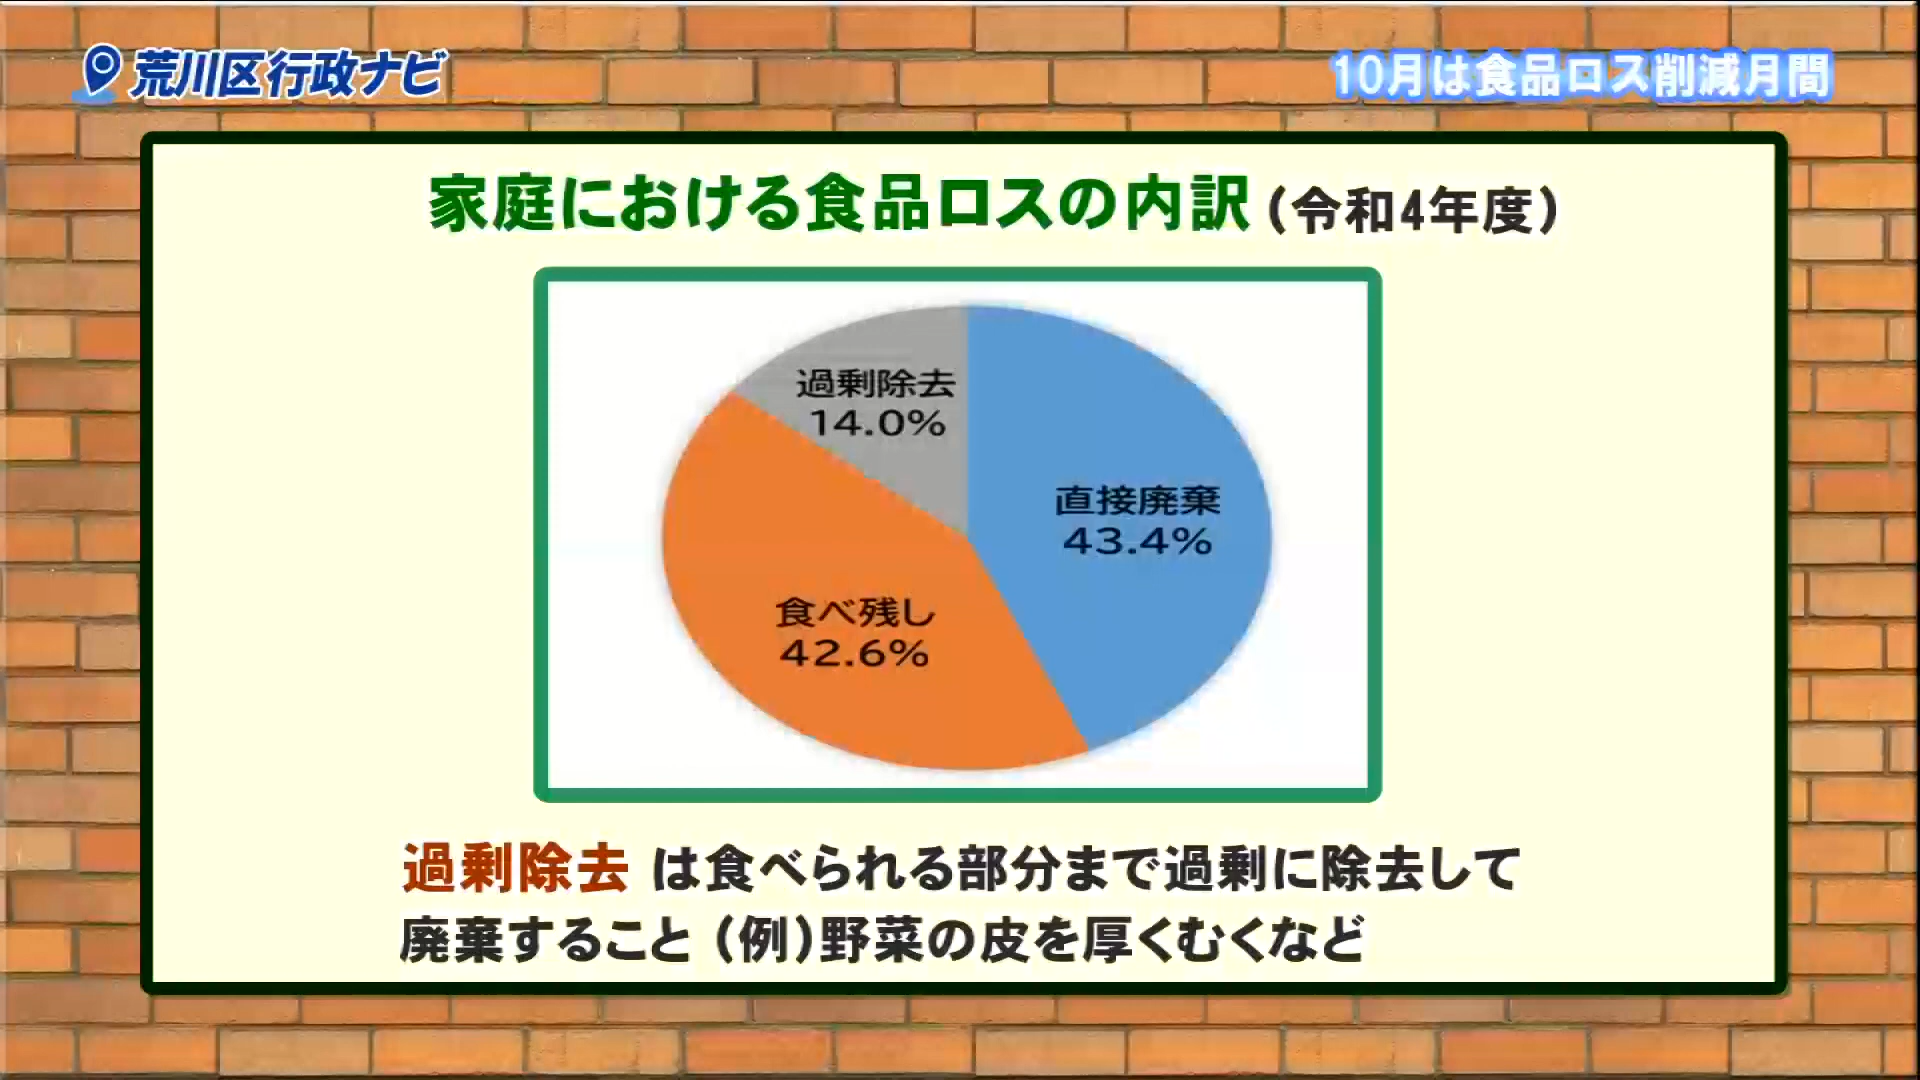 荒川区行政ナビ
10月は食品ロス削減月間
家庭における食品ロスの内訳(令和4年度)
過剰除去
14.0%
直接廃棄
43.4%
食べ残し
42.6%
過剰除去 は食べられる部分まで過剰に除去して
廃棄すること(例)野菜の皮を厚くむくなど